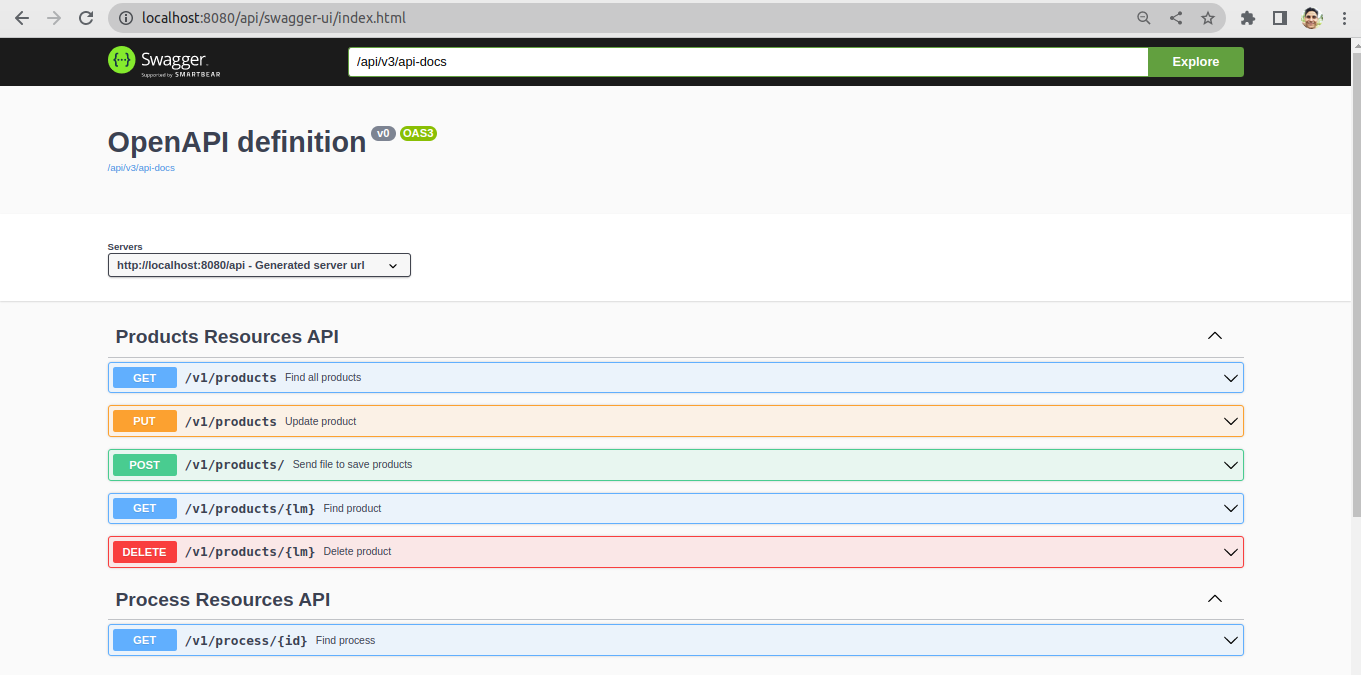 localhost:8080/api/swagger-ui/index.html
Swagger
Supported by SMARTBEAR
/api/v3/api-docs
Explore
OpenAPI definition v0 OAS3
/api/v3/api-docs
Servers
http://localhost:8080/api - Generated server url
Products Resources API
GET /v1/products Find all products
PUT /v1/products Update product
POST /v1/products/ Send file to save products
GET /v1/products/{lm} Find product
DELETE /v1/products/{lm} Delete product
Process Resources API
GET /v1/process/{id} Find process